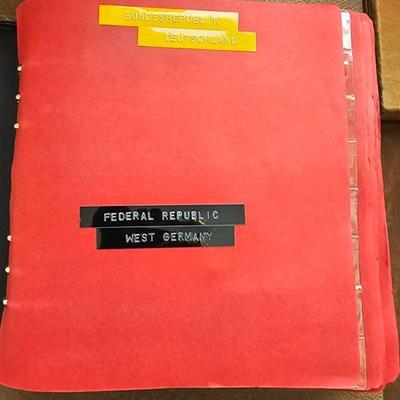 BUNDESREPUBLIK
DEUTSCHLAND
FEDERAL REPUBLIC
WEST GERMANY